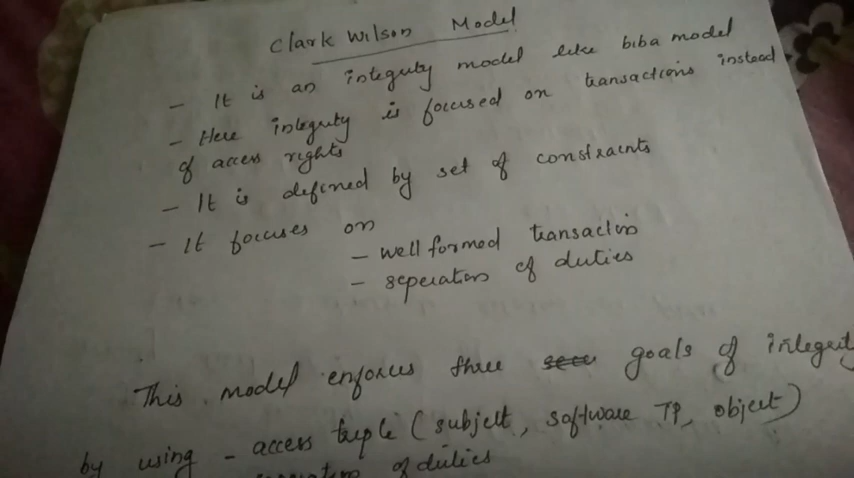 Clark Wilson Model
- It is an integrity model like biba model
- Here integrity is focused on transactions instead
of access rights
- It is defined by set of constraints
- It focuses on
- well formed transaction
- seperation of duties
This model enforces three goals of integrity
by using - access triple (subject, software TP, object)
of duties